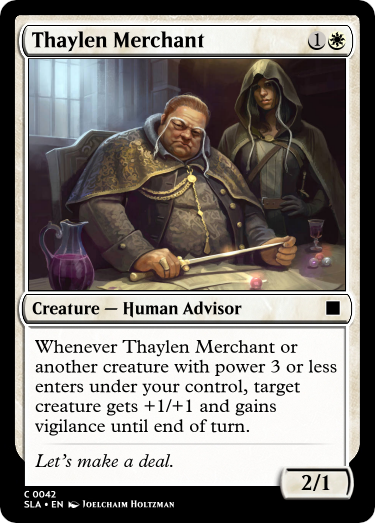 Thaylen Merchant 1
Creature — Human Advisor
Whenever Thaylen Merchant or
another creature with power 3 or less
enters under your control, target
creature gets +1/+1 and gains
vigilance until end of turn.
Let's make a deal.
2/1
C 0042
SLA • EN Joelchaim Holtzman